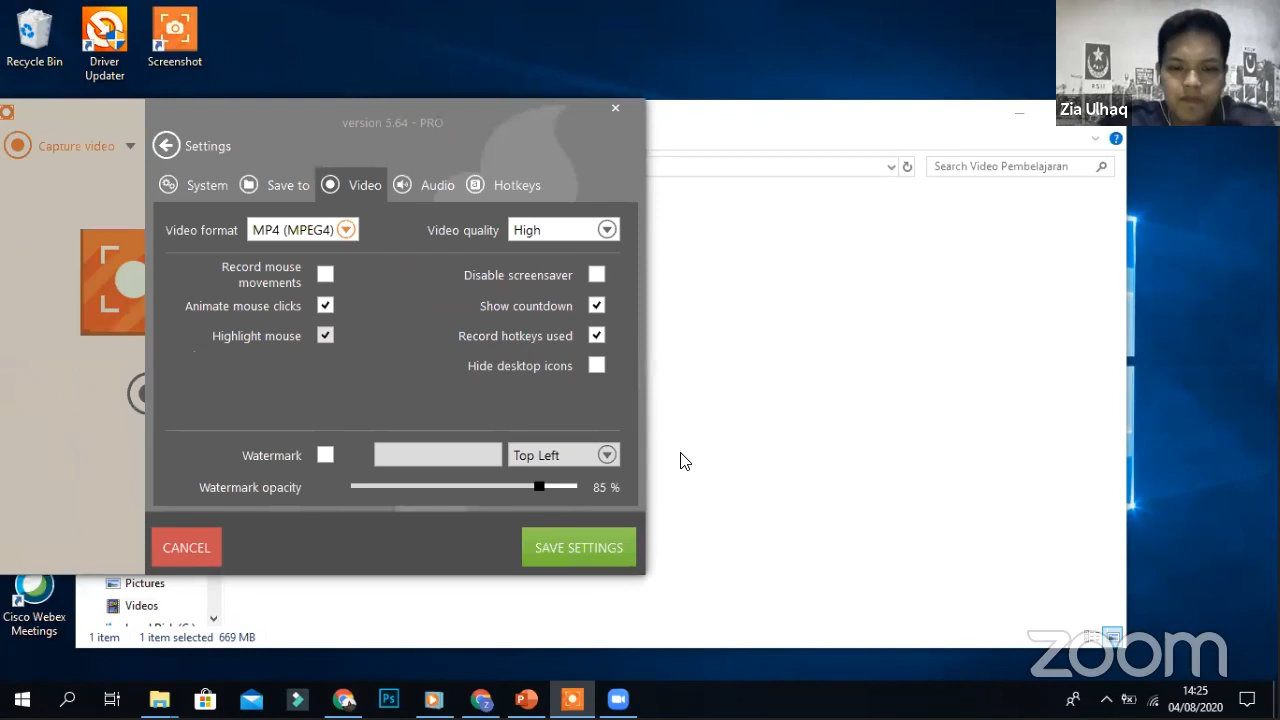 Recycle Bin
Driver
Updater
Screenshot
Zia Ulhaq
version 5.64 - PRO
Capture video
Settings
System
Save to
Video
Audio
Hotkeys
Search Video Pembelajaran
Video format
MP4 (MPEG4)
Video quality
High
Record mouse
movements
Disable screensaver
Animate mouse clicks
Show countdown
Highlight mouse
Record hotkeys used
Hide desktop icons
Watermark
Top Left
Watermark opacity
85 %
CANCEL
SAVE SETTINGS
Pictures
Videos
Cisco Webex
Meetings
1 item
1 item selected 669 MB
zoom
Ps
14:25
04/08/2020